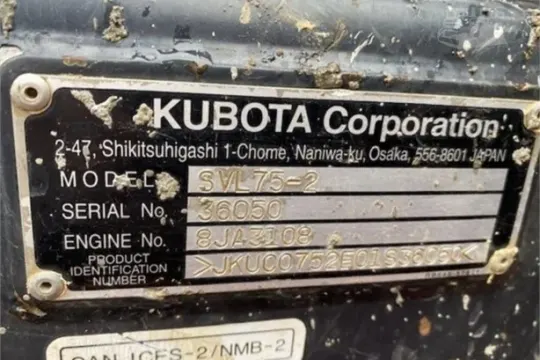 KUBOTA Corporation
2-47, Shikitsuhigashi 1-Chome, Naniwa-ku, Osaka, 556-8601 JAPAN
MODEL SVL75-2
SERIAL No. 36050
ENGINE No. 8JA3108
PRODUCT
IDENTIFICATION
NUMBER >JKU00752E01S36050<
CAN ICES-2/NMB-2